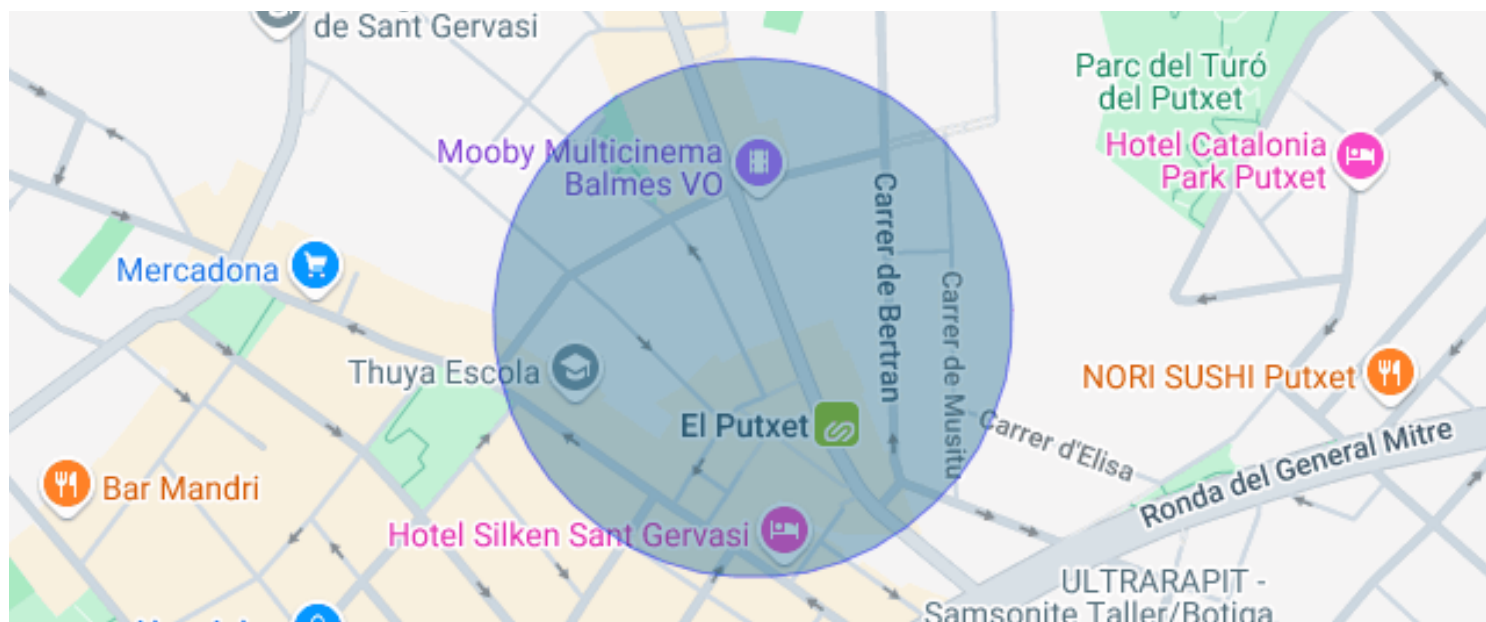 de Sant Gervasi
Parc del Turó
del Putxet
Mooby Multicinema
Balmes VO
Hotel Catalonia
Park Putxet
Carrer de Bertran
Mercadona
Carrer de Musitu
Thuya Escola
NORI SUSHI Putxet
El Putxet
Carrer d'Elisa
Ronda del General Mitre
Bar Mandri
Hotel Silken Sant Gervasi
ULTRARAPIT -
Samsonite Taller/Botiga